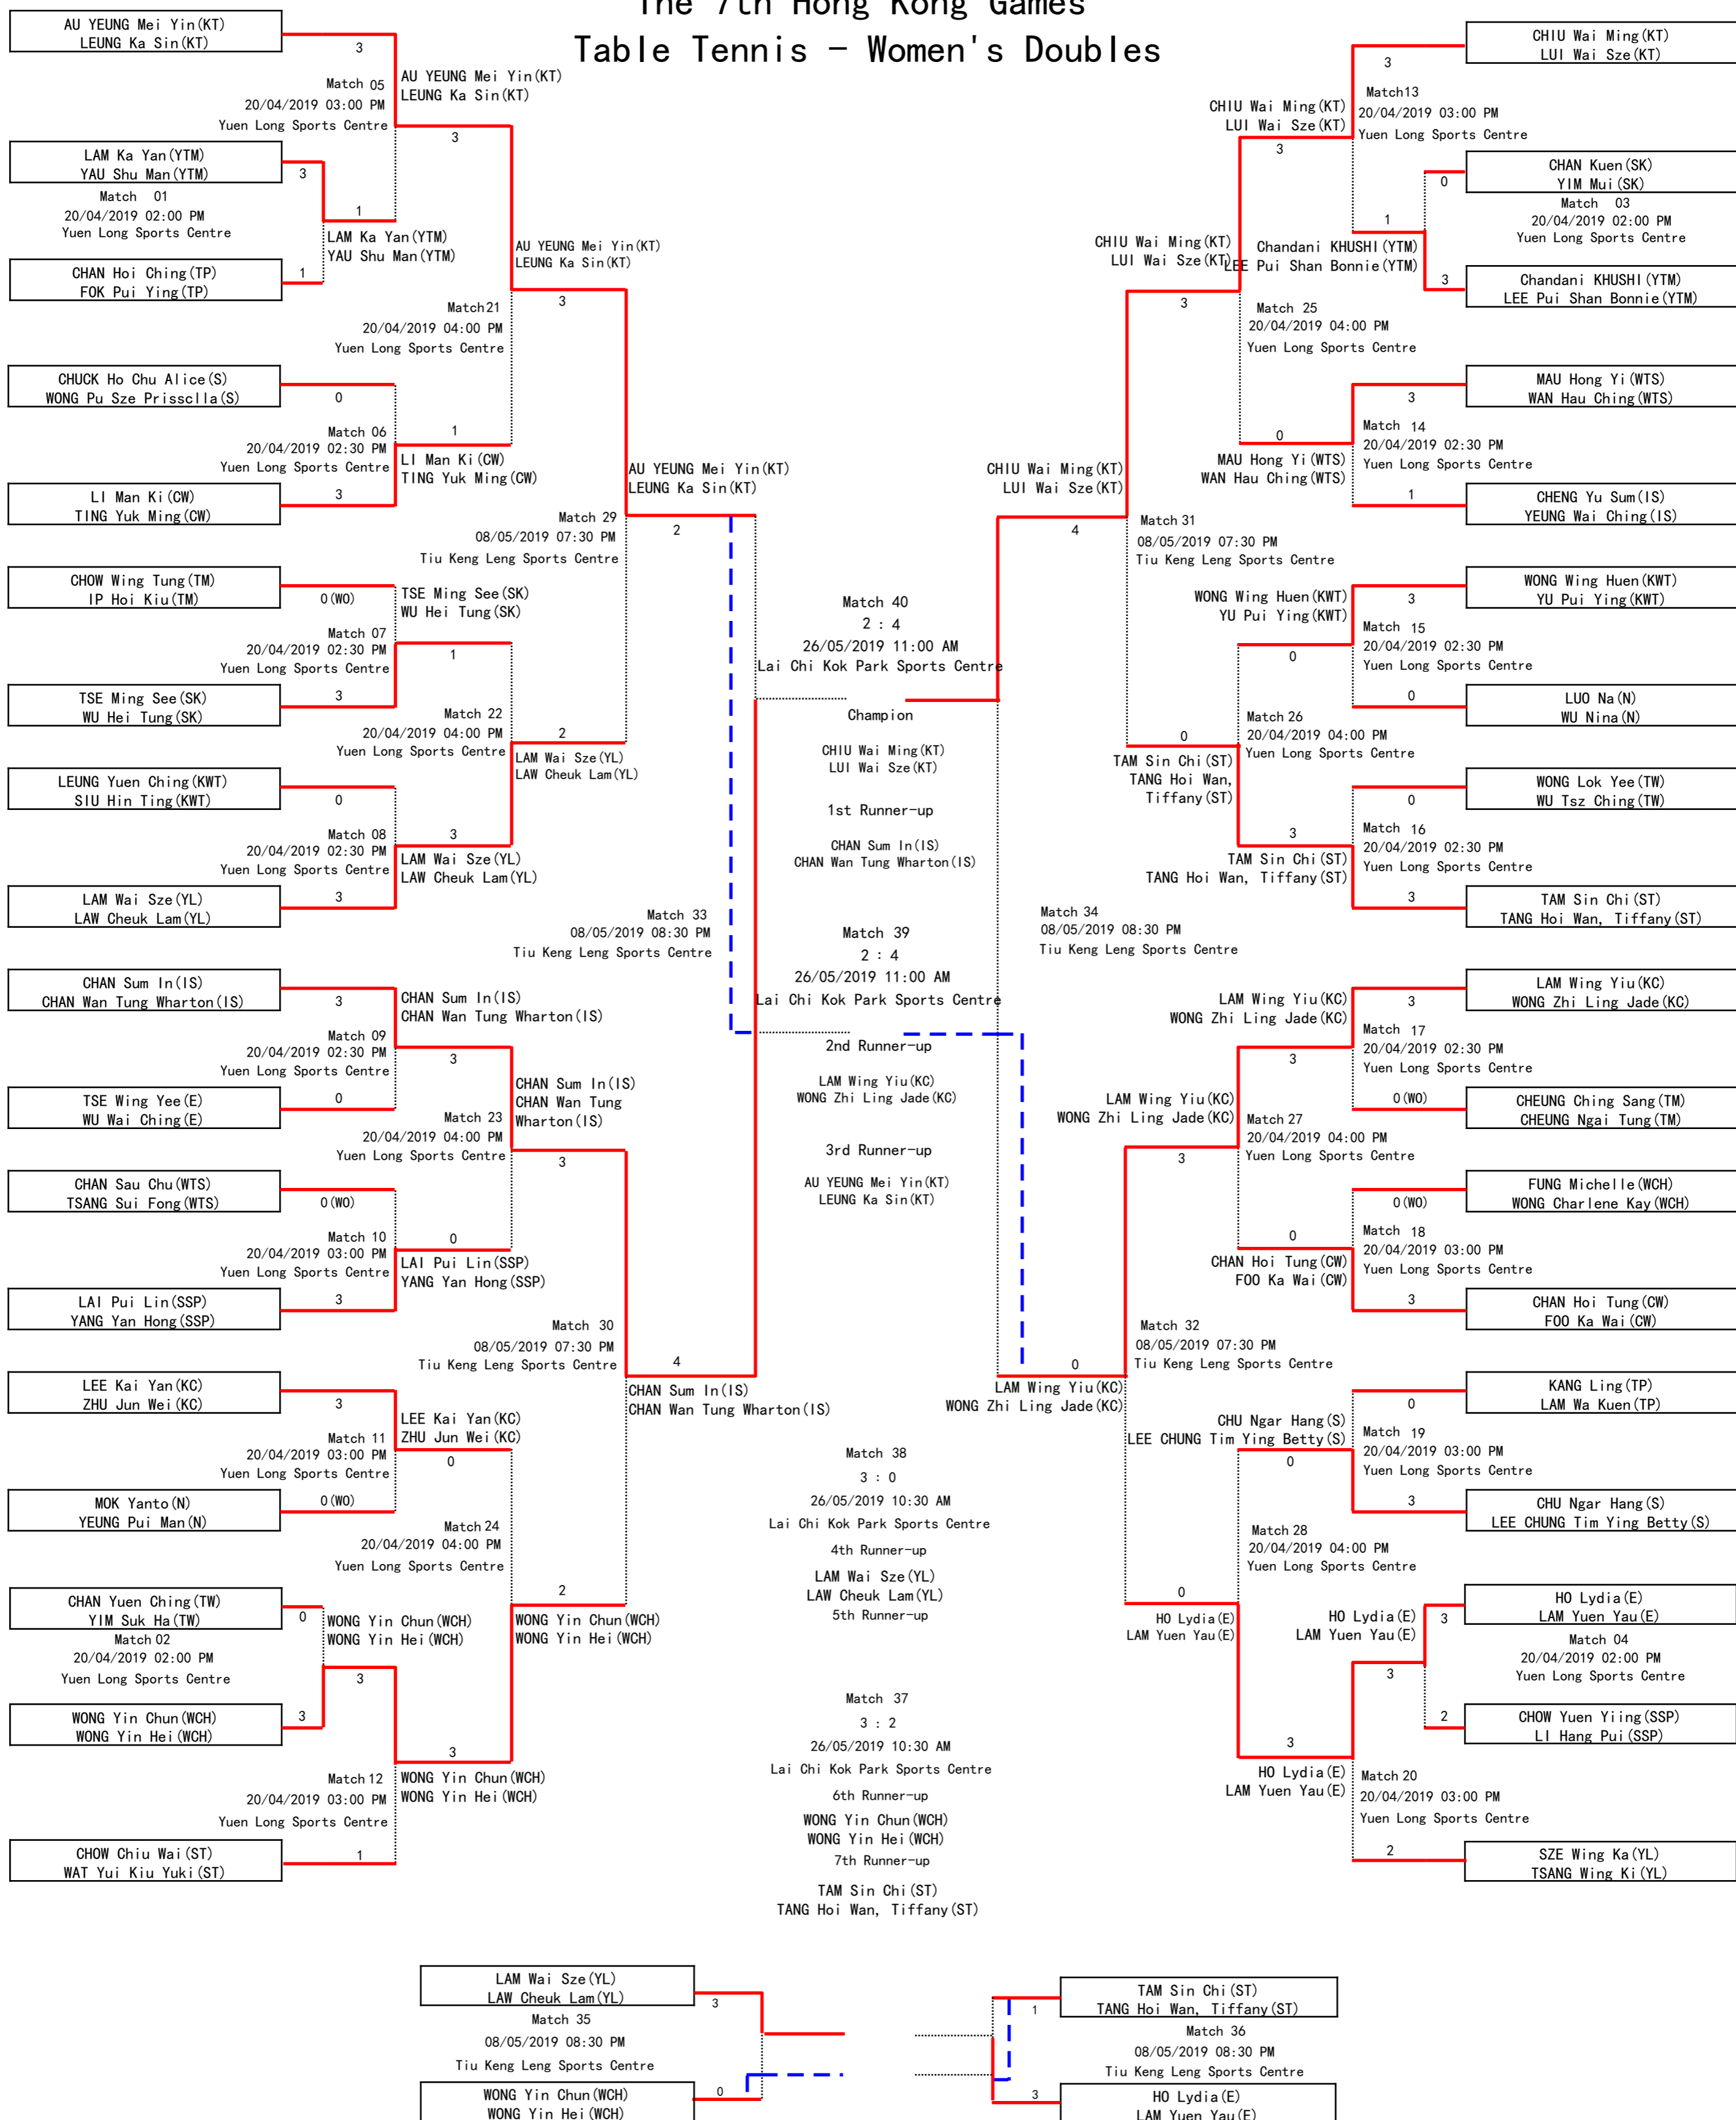 The 7th Hong Kong Games
Table Tennis - Women's Doubles
AU YEUNG Mei Yin(KT)
LEUNG Ka Sin(KT)
3
Match 05
20/04/2019 03:00 PM
Yuen Long Sports Centre
AU YEUNG Mei Yin(KT)
LEUNG Ka Sin(KT)
3
LAM Ka Yan(YTM)
YAU Shu Man(YTM)
3
Match 01
20/04/2019 02:00 PM
Yuen Long Sports Centre
1
LAM Ka Yan(YTM)
YAU Shu Man(YTM)
CHAN Hoi Ching(TP)
FOK Pui Ying(TP)
1
AU YEUNG Mei Yin(KT)
LEUNG Ka Sin(KT)
3
Match 21
20/04/2019 04:00 PM
Yuen Long Sports Centre
CHUCK Ho Chu Alice(S)
WONG Pu Sze Prissclla(S)
0
Match 06
20/04/2019 02:30 PM
Yuen Long Sports Centre
1
LI Man Ki(CW)
TING Yuk Ming(CW)
LI Man Ki(CW)
TING Yuk Ming(CW)
3
AU YEUNG Mei Yin(KT)
LEUNG Ka Sin(KT)
2
Match 29
08/05/2019 07:30 PM
Tiu Keng Leng Sports Centre
CHOW Wing Tung(TM)
IP Hoi Kiu(TM)
0(WO)
TSE Ming See(SK)
WU Hei Tung(SK)
Match 07
20/04/2019 02:30 PM
Yuen Long Sports Centre
1
TSE Ming See(SK)
WU Hei Tung(SK)
3
Match 22
20/04/2019 04:00 PM
Yuen Long Sports Centre
2
LAM Wai Sze(YL)
LAW Cheuk Lam(YL)
LEUNG Yuen Ching(KWT)
SIU Hin Ting(KWT)
0
Match 08
20/04/2019 02:30 PM
Yuen Long Sports Centre
3
LAM Wai Sze(YL)
LAW Cheuk Lam(YL)
LAM Wai Sze(YL)
LAW Cheuk Lam(YL)
3
Match 33
08/05/2019 08:30 PM
Tiu Keng Leng Sports Centre
CHAN Sum In(IS)
CHAN Wan Tung Wharton(IS)
3
CHAN Sum In(IS)
CHAN Wan Tung Wharton(IS)
Match 09
20/04/2019 02:30 PM
Yuen Long Sports Centre
3
TSE Wing Yee(E)
WU Wai Ching(E)
0
CHAN Sum In(IS)
CHAN Wan Tung
Wharton(IS)
Match 23
20/04/2019 04:00 PM
Yuen Long Sports Centre
3
CHAN Sau Chu(WTS)
TSANG Sui Fong(WTS)
0(WO)
Match 10
20/04/2019 03:00 PM
Yuen Long Sports Centre
0
LAI Pui Lin(SSP)
YANG Yan Hong(SSP)
LAI Pui Lin(SSP)
YANG Yan Hong(SSP)
3
Match 30
08/05/2019 07:30 PM
Tiu Keng Leng Sports Centre
4
CHAN Sum In(IS)
CHAN Wan Tung Wharton(IS)
LEE Kai Yan(KC)
ZHU Jun Wei(KC)
3
LEE Kai Yan(KC)
ZHU Jun Wei(KC)
Match 11
20/04/2019 03:00 PM
Yuen Long Sports Centre
0
MOK Yanto(N)
YEUNG Pui Man(N)
0(WO)
Match 24
20/04/2019 04:00 PM
Yuen Long Sports Centre
2
WONG Yin Chun(WCH)
WONG Yin Hei(WCH)
CHAN Yuen Ching(TW)
YIM Suk Ha(TW)
0
Match 02
20/04/2019 02:00 PM
Yuen Long Sports Centre
WONG Yin Chun(WCH)
WONG Yin Hei(WCH)
3
WONG Yin Chun(WCH)
WONG Yin Hei(WCH)
3
3
WONG Yin Chun(WCH)
WONG Yin Hei(WCH)
Match 12
20/04/2019 03:00 PM
Yuen Long Sports Centre
CHOW Chiu Wai(ST)
WAT Yui Kiu Yuki(ST)
1
Match 40
2 : 4
26/05/2019 11:00 AM
Lai Chi Kok Park Sports Centre
Champion
CHIU Wai Ming(KT)
LUI Wai Sze(KT)
1st Runner-up
CHAN Sum In(IS)
CHAN Wan Tung Wharton(IS)
Match 39
2 : 4
26/05/2019 11:00 AM
Lai Chi Kok Park Sports Centre
2nd Runner-up
LAM Wing Yiu(KC)
WONG Zhi Ling Jade(KC)
3rd Runner-up
AU YEUNG Mei Yin(KT)
LEUNG Ka Sin(KT)
Match 38
3 : 0
26/05/2019 10:30 AM
Lai Chi Kok Park Sports Centre
4th Runner-up
LAM Wai Sze(YL)
LAW Cheuk Lam(YL)
5th Runner-up
Match 37
3 : 2
26/05/2019 10:30 AM
Lai Chi Kok Park Sports Centre
6th Runner-up
WONG Yin Chun(WCH)
WONG Yin Hei(WCH)
7th Runner-up
TAM Sin Chi(ST)
TANG Hoi Wan, Tiffany(ST)
CHIU Wai Ming(KT)
LUI Wai Sze(KT)
3
Match13
20/04/2019 03:00 PM
Yuen Long Sports Centre
CHIU Wai Ming(KT)
LUI Wai Sze(KT)
3
CHAN Kuen(SK)
YIM Mui(SK)
0
Match 03
20/04/2019 02:00 PM
Yuen Long Sports Centre
1
Chandani KHUSHI(YTM)
LEE Pui Shan Bonnie(YTM)
Chandani KHUSHI(YTM)
LEE Pui Shan Bonnie(YTM)
3
CHIU Wai Ming(KT)
LUI Wai Sze(KT)
3
Match 25
20/04/2019 04:00 PM
Yuen Long Sports Centre
MAU Hong Yi(WTS)
WAN Hau Ching(WTS)
3
Match 14
20/04/2019 02:30 PM
Yuen Long Sports Centre
0
MAU Hong Yi(WTS)
WAN Hau Ching(WTS)
CHENG Yu Sum(IS)
YEUNG Wai Ching(IS)
1
CHIU Wai Ming(KT)
LUI Wai Sze(KT)
4
Match 31
08/05/2019 07:30 PM
Tiu Keng Leng Sports Centre
WONG Wing Huen(KWT)
YU Pui Ying(KWT)
3
WONG Wing Huen(KWT)
YU Pui Ying(KWT)
Match 15
20/04/2019 02:30 PM
Yuen Long Sports Centre
0
LUO Na(N)
WU Nina(N)
0
Match 26
20/04/2019 04:00 PM
Yuen Long Sports Centre
0
TAM Sin Chi(ST)
TANG Hoi Wan,
Tiffany(ST)
WONG Lok Yee(TW)
WU Tsz Ching(TW)
0
Match 16
20/04/2019 02:30 PM
Yuen Long Sports Centre
3
TAM Sin Chi(ST)
TANG Hoi Wan, Tiffany(ST)
TAM Sin Chi(ST)
TANG Hoi Wan, Tiffany(ST)
3
Match 34
08/05/2019 08:30 PM
Tiu Keng Leng Sports Centre
LAM Wing Yiu(KC)
WONG Zhi Ling Jade(KC)
3
LAM Wing Yiu(KC)
WONG Zhi Ling Jade(KC)
Match 17
20/04/2019 02:30 PM
Yuen Long Sports Centre
3
CHEUNG Ching Sang(TM)
CHEUNG Ngai Tung(TM)
0(WO)
LAM Wing Yiu(KC)
WONG Zhi Ling Jade(KC)
Match 27
20/04/2019 04:00 PM
Yuen Long Sports Centre
3
FUNG Michelle(WCH)
WONG Charlene Kay(WCH)
0(WO)
Match 18
20/04/2019 03:00 PM
Yuen Long Sports Centre
0
CHAN Hoi Tung(CW)
FOO Ka Wai(CW)
CHAN Hoi Tung(CW)
FOO Ka Wai(CW)
3
Match 32
08/05/2019 07:30 PM
Tiu Keng Leng Sports Centre
0
LAM Wing Yiu(KC)
WONG Zhi Ling Jade(KC)
KANG Ling(TP)
LAM Wa Kuen(TP)
0
CHU Ngar Hang(S)
LEE CHUNG Tim Ying Betty(S)
Match 19
20/04/2019 03:00 PM
Yuen Long Sports Centre
0
CHU Ngar Hang(S)
LEE CHUNG Tim Ying Betty(S)
3
Match 28
20/04/2019 04:00 PM
Yuen Long Sports Centre
0
HO Lydia(E)
LAM Yuen Yau(E)
HO Lydia(E)
LAM Yuen Yau(E)
3
HO Lydia(E)
LAM Yuen Yau(E)
Match 04
20/04/2019 02:00 PM
Yuen Long Sports Centre
3
CHOW Yuen Yiing(SSP)
LI Hang Pui(SSP)
2
3
HO Lydia(E)
LAM Yuen Yau(E)
Match 20
20/04/2019 03:00 PM
Yuen Long Sports Centre
SZE Wing Ka(YL)
TSANG Wing Ki(YL)
2
LAM Wai Sze(YL)
LAW Cheuk Lam(YL)
3
Match 35
08/05/2019 08:30 PM
Tiu Keng Leng Sports Centre
WONG Yin Chun(WCH)
WONG Yin Hei(WCH)
0
TAM Sin Chi(ST)
TANG Hoi Wan, Tiffany(ST)
1
Match 36
08/05/2019 08:30 PM
Tiu Keng Leng Sports Centre
HO Lydia(E)
LAM Yuen Yau(E)
3